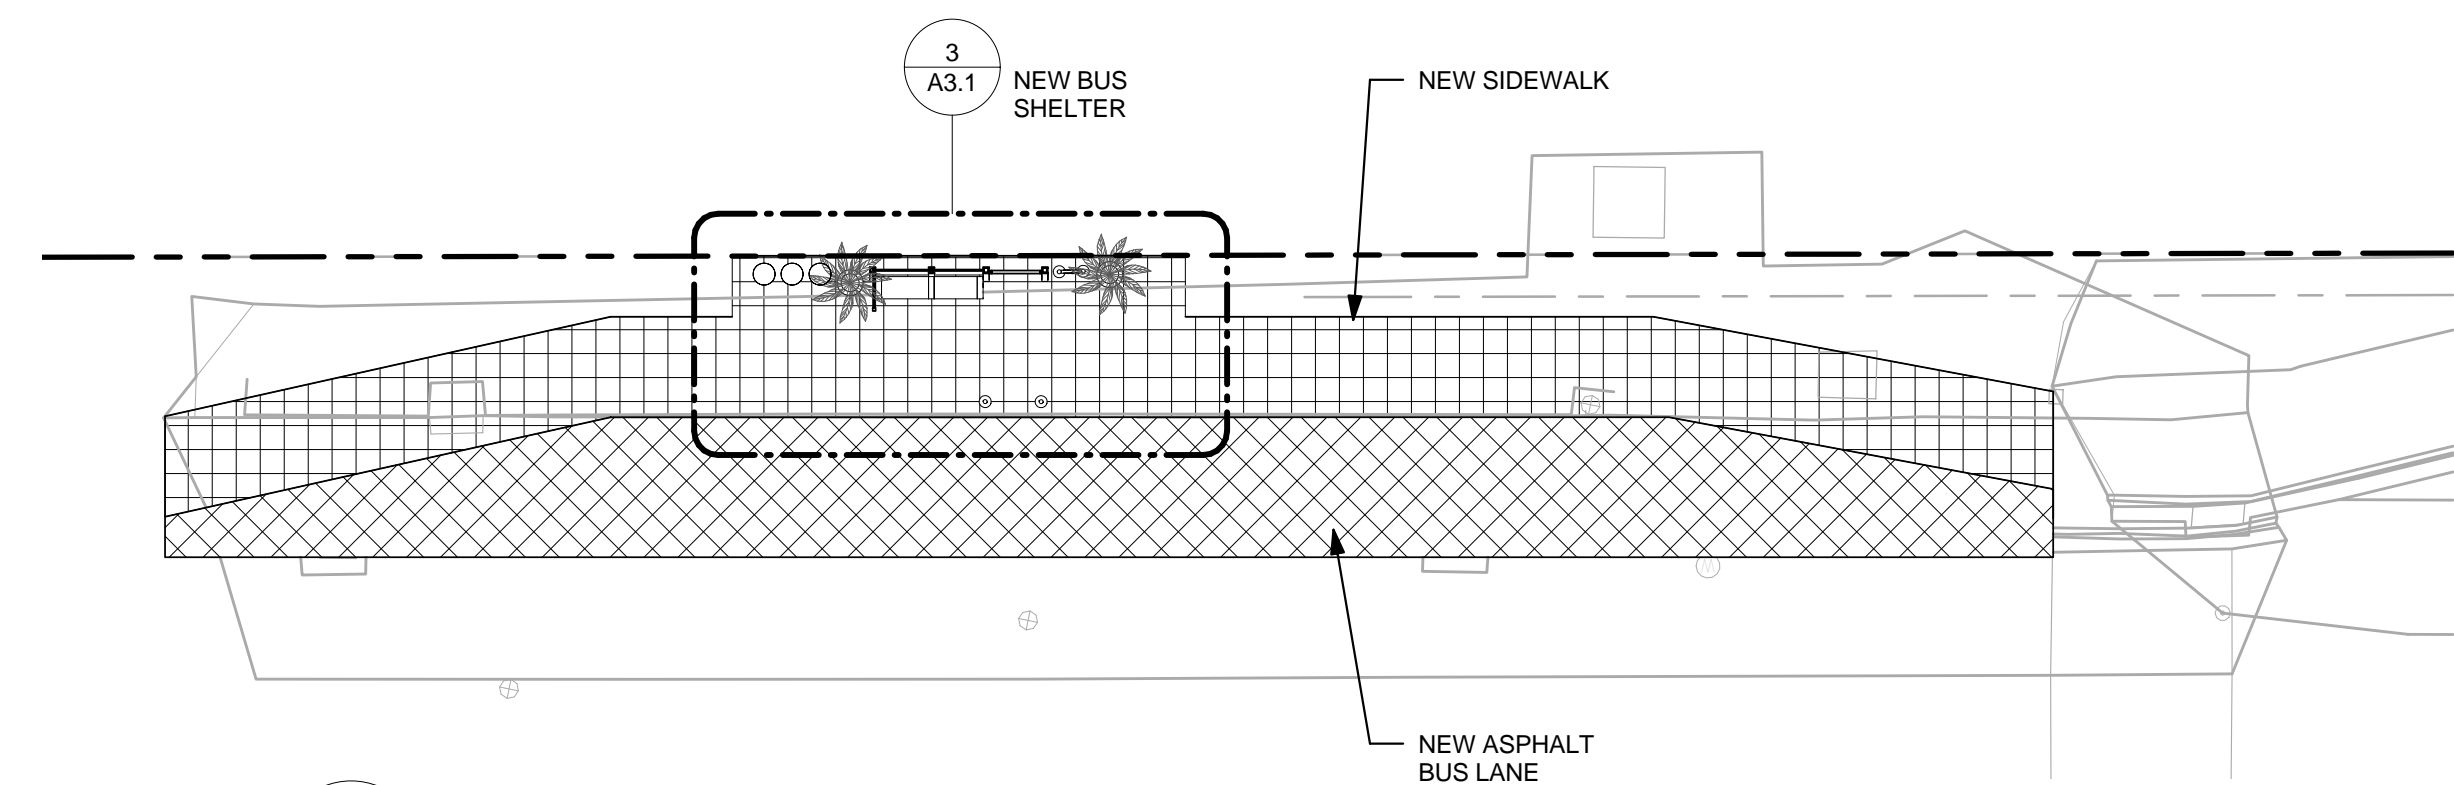 3
A3.1
NEW BUS
SHELTER
NEW SIDEWALK
NEW ASPHALT
BUS LANE